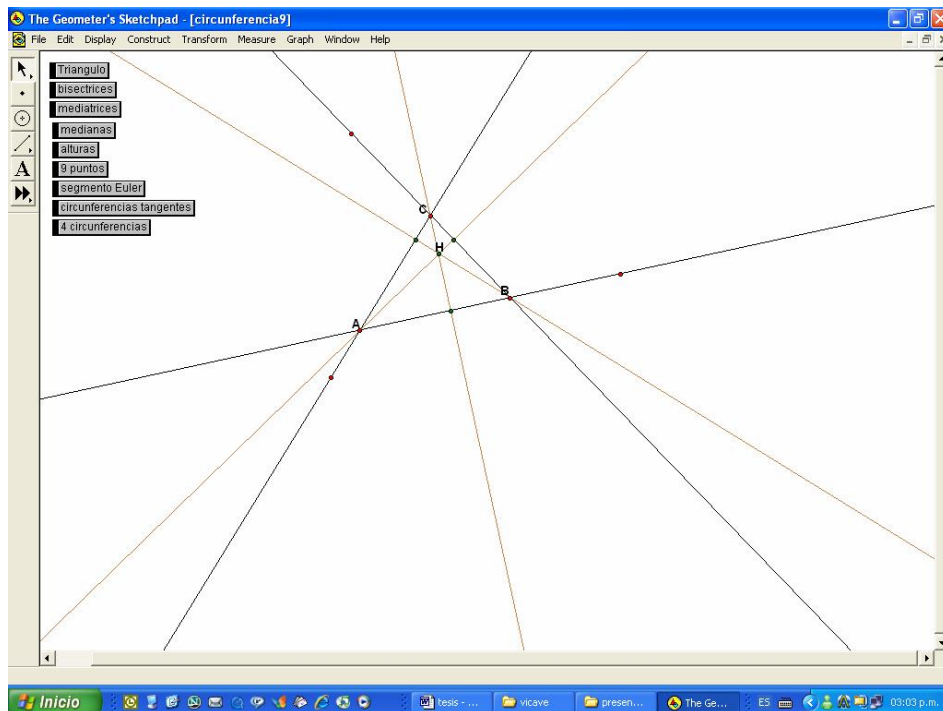 The Geometer's Sketchpad - [circunferencia9]
File Edit Display Construct Transform Measure Graph Window Help
Triangulo
bisectrices
mediatrices
medianas
alturas
9 puntos
segmento Euler
circunferencias tangentes
4 circunferencias
A
C
H
B
A
Inicio
tesis - ...
vicave
presen...
The Ge...
ES
03:03 p.m.